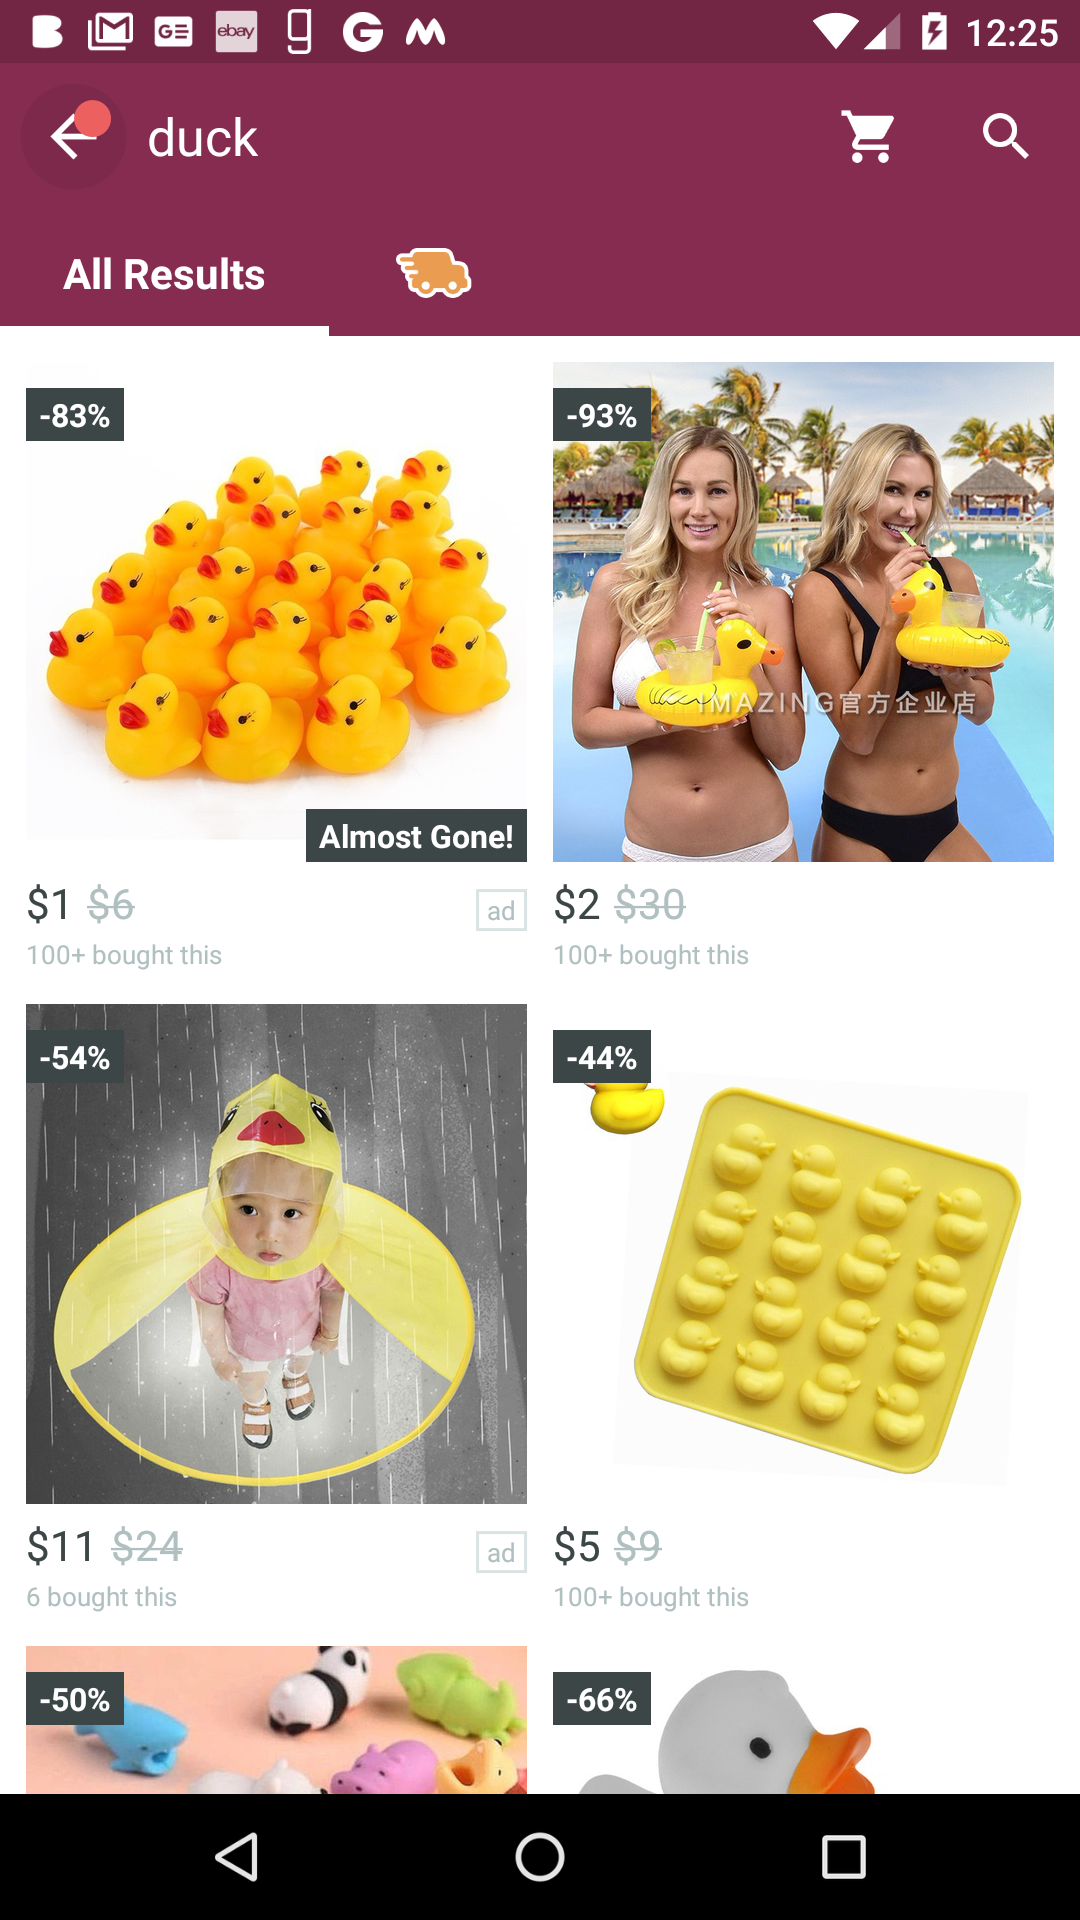 ebay
12:25
duck
All Results
-83%
-93%
IMAZING官方企业店
Almost Gone!
$1 $6
ad
$2 $30
100+ bought this
100+ bought this
-54%
-44%
$11 $24
ad
$5 $9
6 bought this
100+ bought this
-50%
-66%